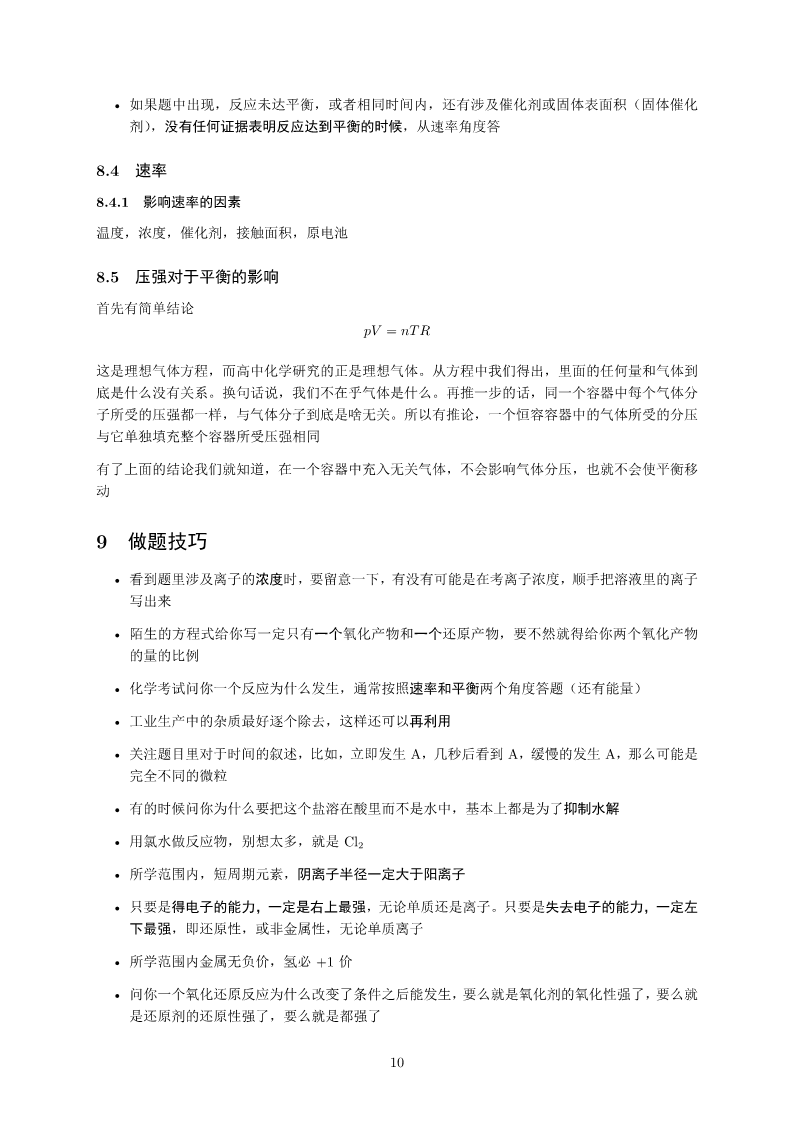 • 如果题中出现，反应未达平衡，或者相同时间内，还有涉及催化剂或固体表面积（固体催化
剂），没有任何证据表明反应达到平衡的时候，从速率角度答
8.4 速率
8.4.1 影响速率的因素
温度，浓度，催化剂，接触面积，原电池
8.5 压强对于平衡的影响
首先有简单结论
pV = nTR
这是理想气体方程，而高中化学研究的正是理想气体。从方程中我们得出，里面的任何量和气体到
底是什么没有关系。换句话说，我们不在乎气体是什么。再推一步的话，同一个容器中每个气体分
子所受的压强都一样，与气体分子到底是啥无关。所以有推论，一个恒容容器中的气体所受的分压
与它单独填充整个容器所受压强相同
有了上面的结论我们就知道，在一个容器中充入无关气体，不会影响气体分压，也就不会使平衡移
动
9 做题技巧
• 看到题里涉及离子的浓度时，要留意一下，有没有可能是在考离子浓度，顺手把溶液里的离子
写出来
• 陌生的方程式给你写一定只有一个氧化产物和一个还原产物，要不然就得给你两个氧化产物
的量的比例
• 化学考试问你一个反应为什么发生，通常按照速率和平衡两个角度答题（还有能量）
• 工业生产中的杂质最好逐个除去，这样还可以再利用
• 关注题目里对于时间的叙述，比如，立即发生 A，几秒后看到 A，缓慢的发生 A，那么可能是
完全不同的微粒
• 有的时候问你为什么要把这个盐溶在酸里而不是水中，基本上都是为了抑制水解
• 用氯水做反应物，别想太多，就是 Cl₂
• 所学范围内，短周期元素，阴离子半径一定大于阳离子
• 只要是得电子的能力，一定是右上最强，无论单质还是离子。只要是失去电子的能力，一定左
下最强，即还原性，或非金属性，无论单质离子
• 所学范围内金属无负价，氢必 +1 价
• 问你一个氧化还原反应为什么改变了条件之后能发生，要么就是氧化剂的氧化性强了，要么就
是还原剂的还原性强了，要么就是都强了
10